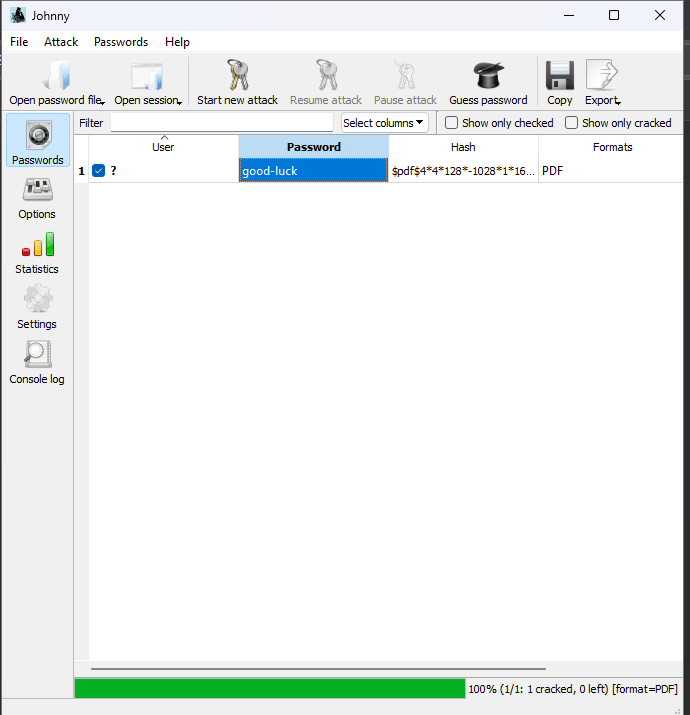 Johnny
File Attack Passwords Help
Open password file Open session Start new attack Resume attack Pause attack Guess password Copy Export
Filter Select columns Show only checked Show only cracked
Passwords
Options
Statistics
Settings
Console log
User Password Hash Formats
1 ? good-luck $pdf$4*4*128*-1028*1*16... PDF
100% (1/1: 1 cracked, 0 left) [format=PDF]